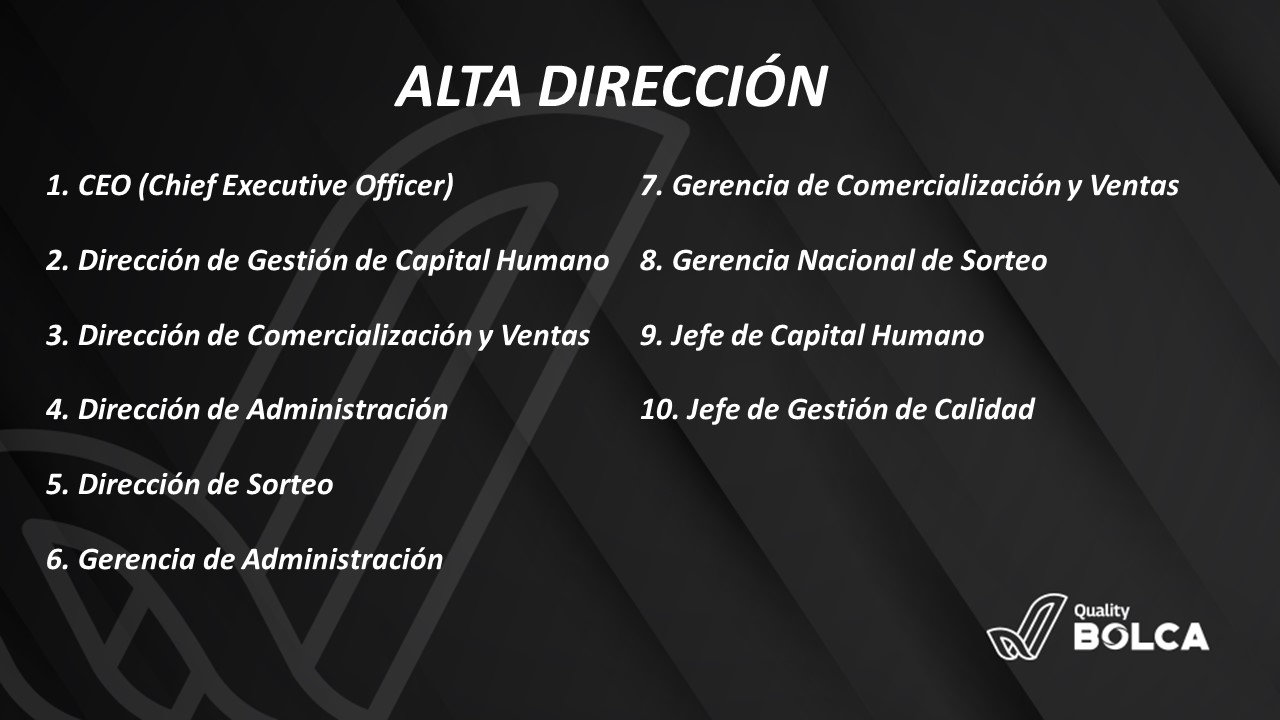 ALTA DIRECCIÓN
1. CEO (Chief Executive Officer)
2. Dirección de Gestión de Capital Humano
3. Dirección de Comercialización y Ventas
4. Dirección de Administración
5. Dirección de Sorteo
6. Gerencia de Administración
7. Gerencia de Comercialización y Ventas
8. Gerencia Nacional de Sorteo
9. Jefe de Capital Humano
10. Jefe de Gestión de Calidad
Quality
BOLCA